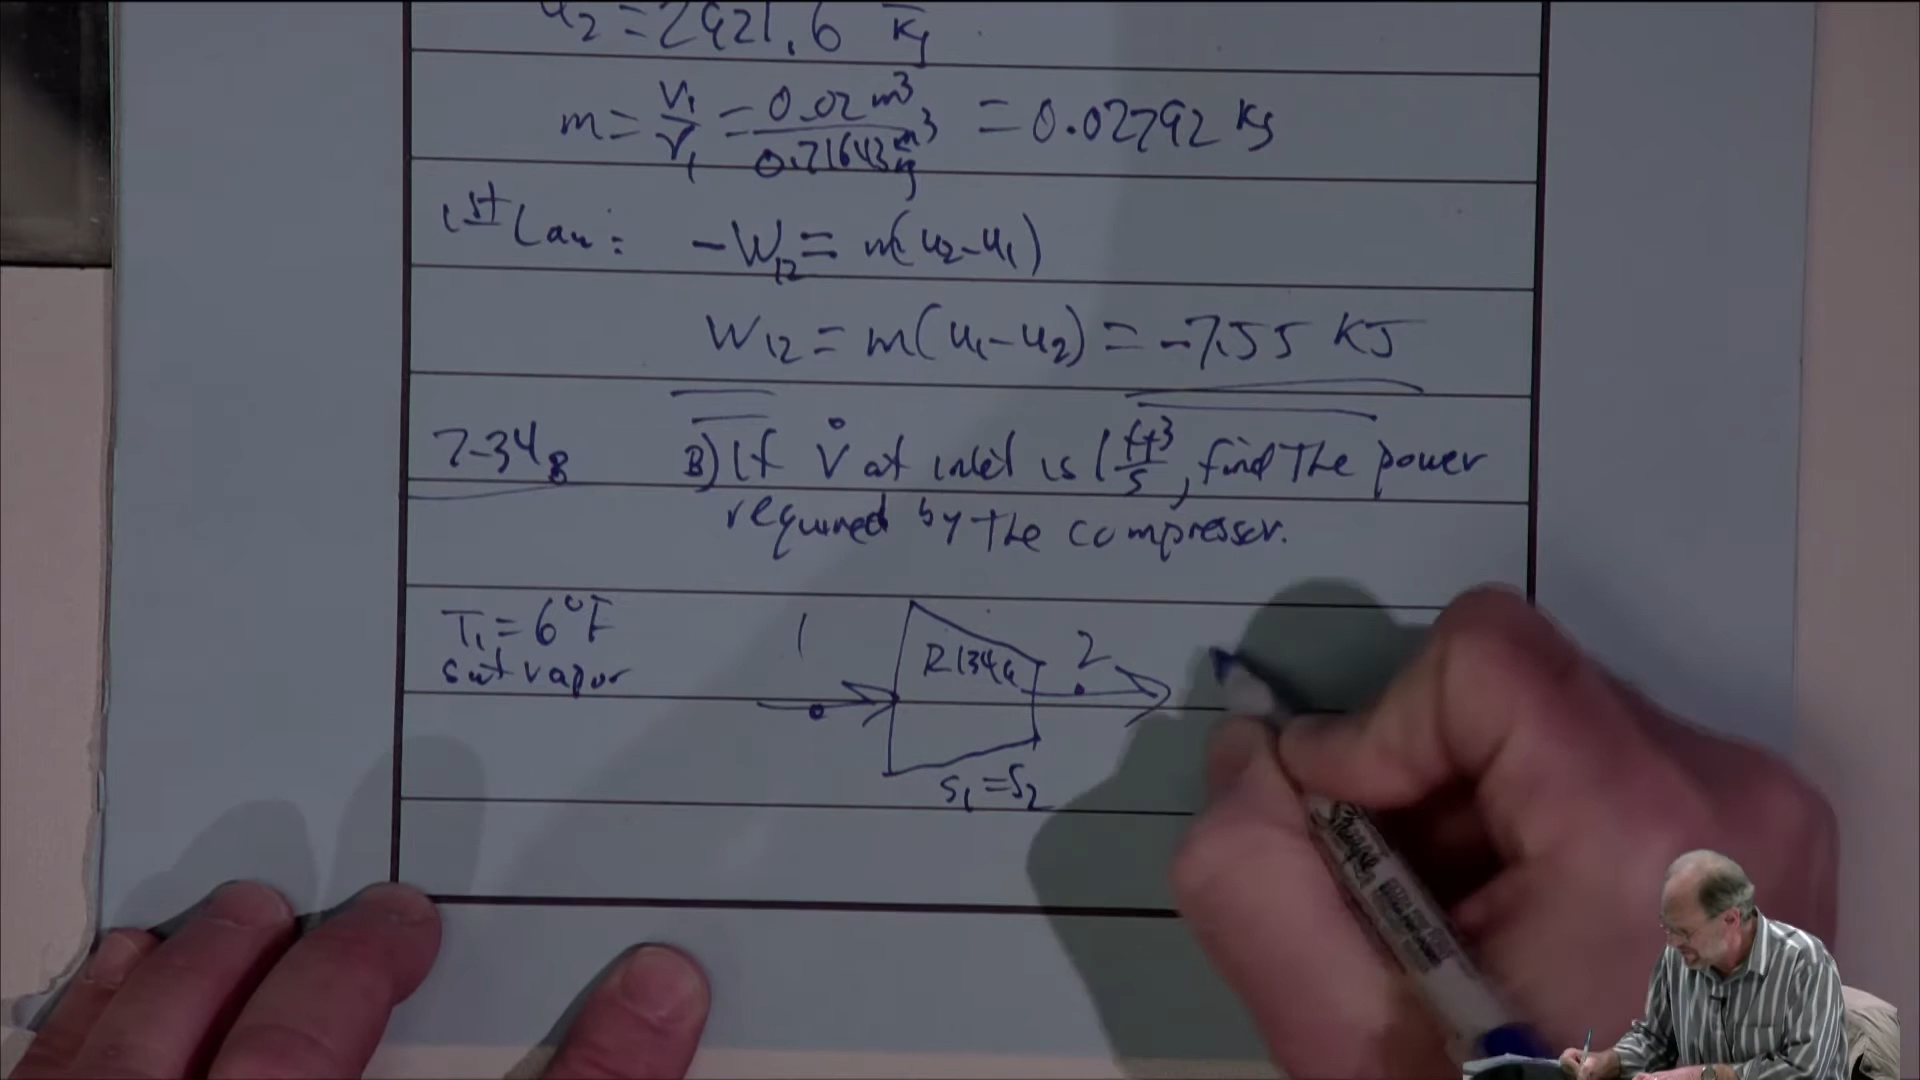 u2 = 2921.6 Kg
m = V1/v1 = 0.02 m³ / 0.71643 m³/kg = 0.02792 Kg
1st Law: -W12 = m(u2-u1)
W12 = m(u1-u2) = -7.55 KJ
7-34B B) If V̇ at inlet is 1 ft³/s, find The power
required by the compressor.
T1 = 6°F
sat vapor
1
R134a
2
s1 = s2
Sharpie